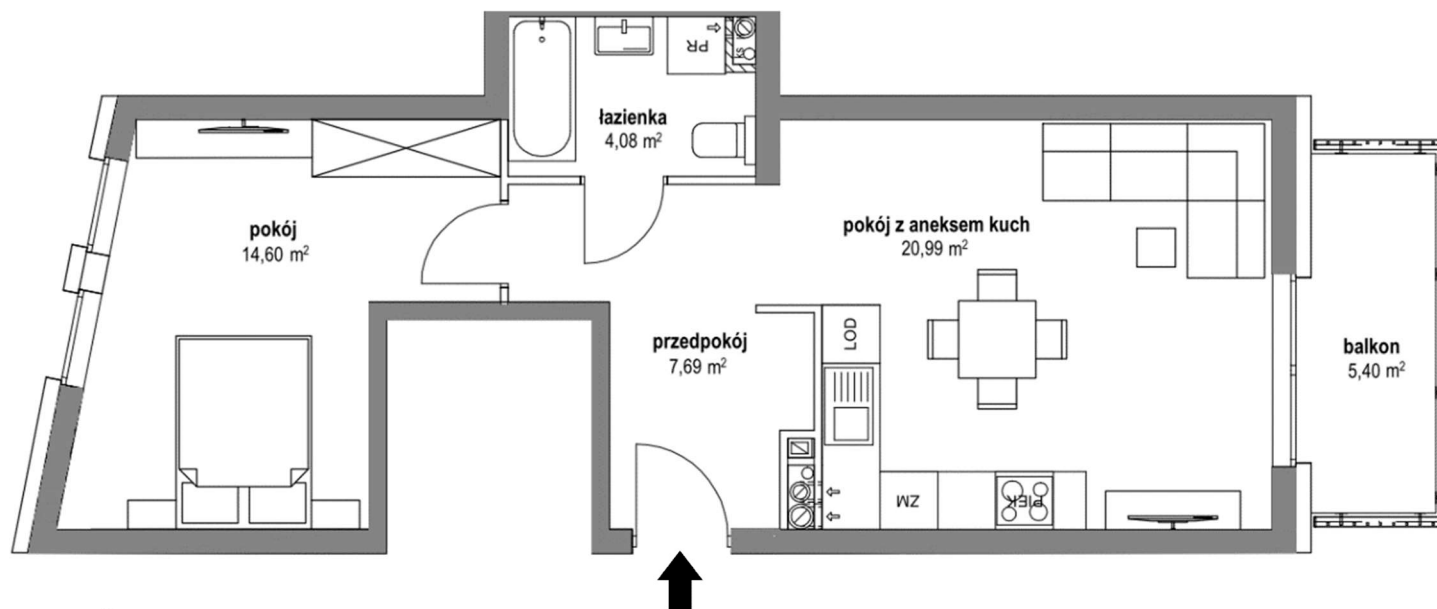 łazienka
4,08 m²
PR
KS
pokój
14,60 m²
pokój z aneksem kuch
20,99 m²
przedpokój
7,69 m²
LOD
balkon
5,40 m²
ZM
PIEK